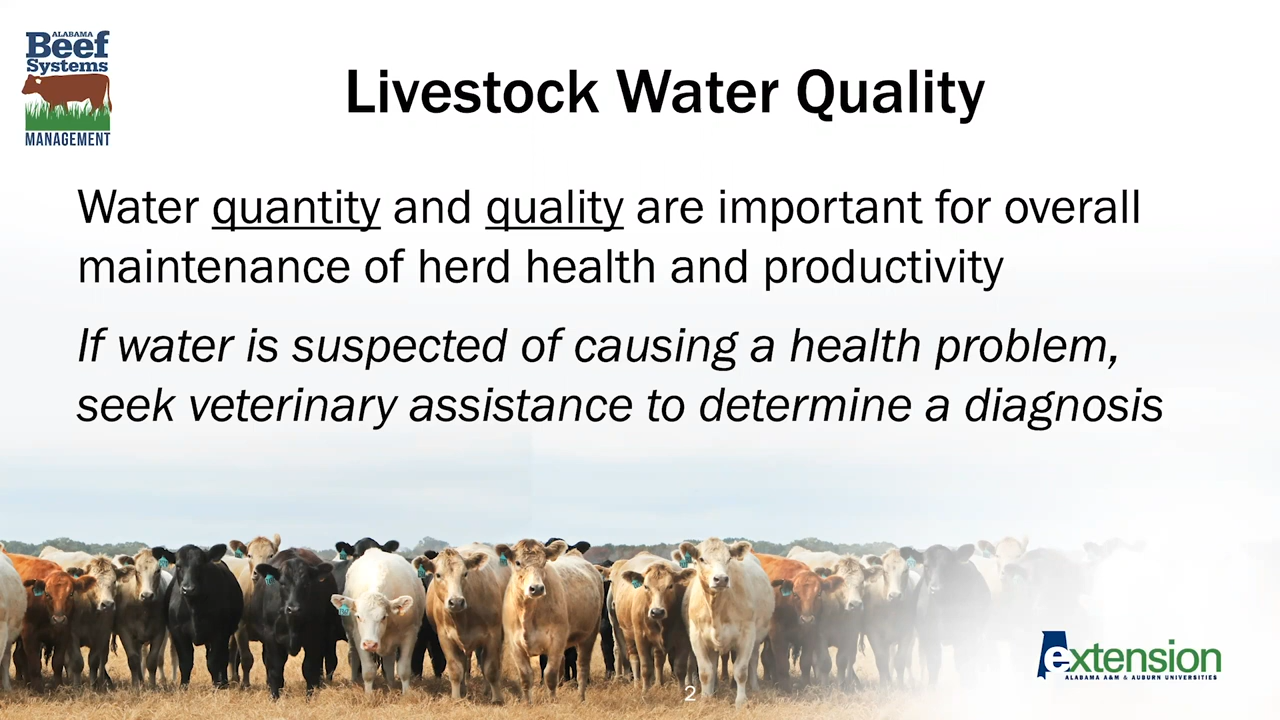 ALABAMA
Beef
Systems
MANAGEMENT
Livestock Water Quality
Water quantity and quality are important for overall
maintenance of herd health and productivity
If water is suspected of causing a health problem,
seek veterinary assistance to determine a diagnosis
2
extension
ALABAMA A&M & AUBURN UNIVERSITIES